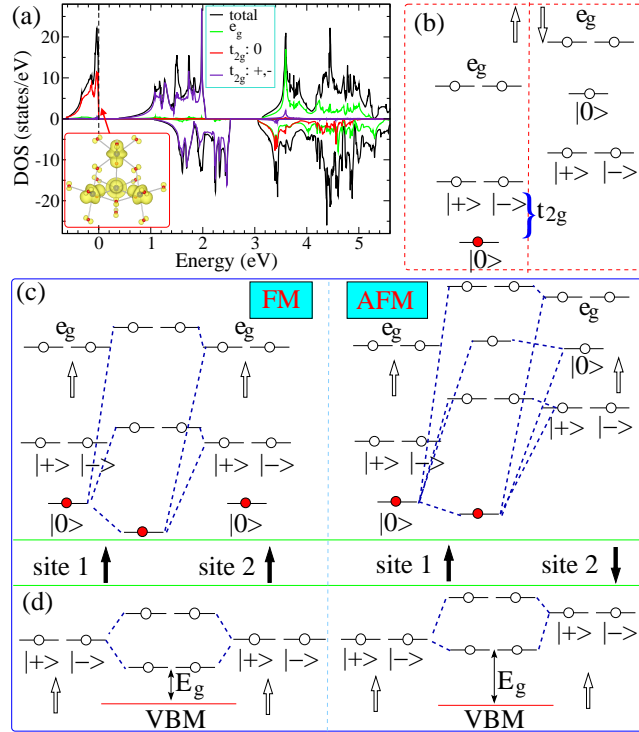 (a)
20
10
0
-10
-20
DOS (states/eV)
total
e_g
t_2g: 0
t_2g: +,-
0
1
2
3
4
5
Energy (eV)
(b)
e_g
|0>
e_g
|+> |->
|+> |->
t_2g
|0>
(c)
FM
AFM
e_g
e_g
e_g
e_g
|0>
|+> |->
|+> |->
|+> |->
|+> |->
|0>
|0>
|0>
site 1
site 2
site 1
site 2
(d)
|+> |->
|+> |->
|+> |->
|+> |->
E_g
E_g
VBM
VBM